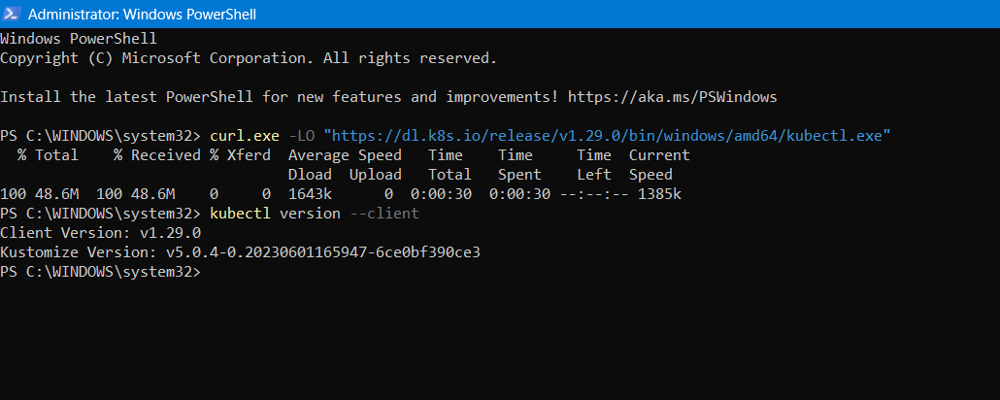 Administrator: Windows PowerShell
Windows PowerShell
Copyright (C) Microsoft Corporation. All rights reserved.
Install the latest PowerShell for new features and improvements! https://aka.ms/PSWindows
PS C:\WINDOWS\system32> curl.exe -LO "https://dl.k8s.io/release/v1.29.0/bin/windows/amd64/kubectl.exe"
  % Total    % Received % Xferd  Average Speed   Time    Time     Time  Current
                                 Dload  Upload   Total   Spent    Left  Speed
100 48.6M  100 48.6M    0     0  1643k      0  0:00:30  0:00:30 --:--:-- 1385k
PS C:\WINDOWS\system32> kubectl version --client
Client Version: v1.29.0
Kustomize Version: v5.0.4-0.20230601165947-6ce0bf390ce3
PS C:\WINDOWS\system32>